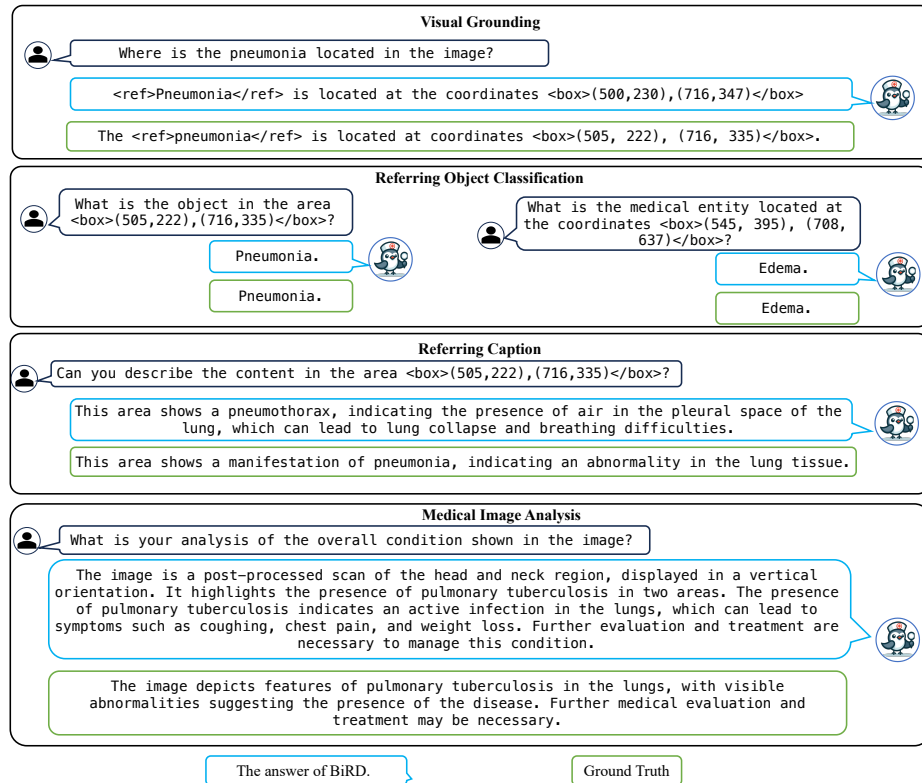 Visual Grounding
Where is the pneumonia located in the image?
<ref>Pneumonia</ref> is located at the coordinates <box>(500,230),(716,347)</box>
The <ref>pneumonia</ref> is located at coordinates <box>(505, 222), (716, 335)</box>.
Referring Object Classification
What is the object in the area
<box>(505,222),(716,335)</box>?
Pneumonia.
Pneumonia.
What is the medical entity located at
the coordinates <box>(545, 395), (708,
637)</box>?
Edema.
Edema.
Referring Caption
Can you describe the content in the area <box>(505,222),(716,335)</box>?
This area shows a pneumothorax, indicating the presence of air in the pleural space of the
lung, which can lead to lung collapse and breathing difficulties.
This area shows a manifestation of pneumonia, indicating an abnormality in the lung tissue.
Medical Image Analysis
What is your analysis of the overall condition shown in the image?
The image is a post-processed scan of the head and neck region, displayed in a vertical
orientation. It highlights the presence of pulmonary tuberculosis in two areas. The presence
of pulmonary tuberculosis indicates an active infection in the lungs, which can lead to
symptoms such as coughing, chest pain, and weight loss. Further evaluation and treatment are
necessary to manage this condition.
The image depicts features of pulmonary tuberculosis in the lungs, with visible
abnormalities suggesting the presence of the disease. Further medical evaluation and
treatment may be necessary.
The answer of BiRD.
Ground Truth